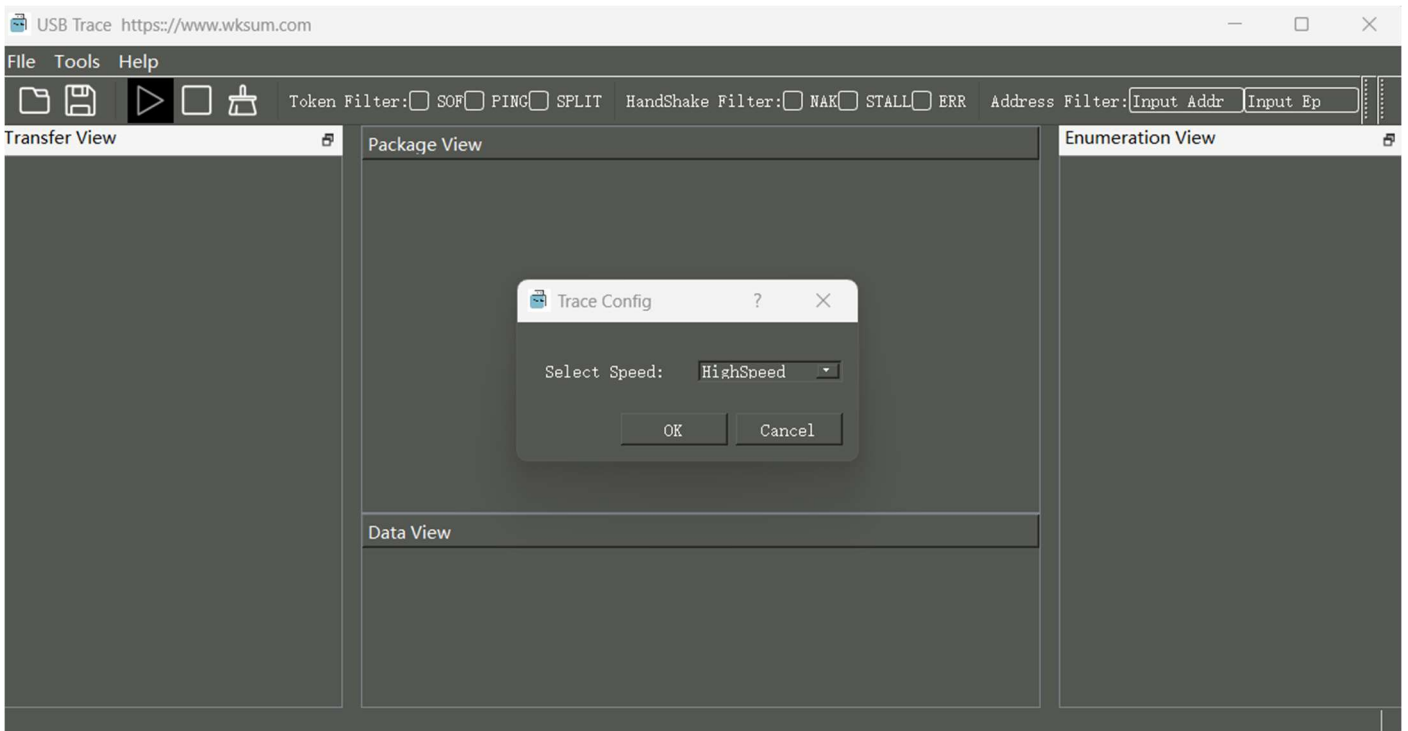 USB Trace https:://www.wksum.com
FIle Tools Help
Token Filter: SOF PING SPLIT HandShake Filter: NAK STALL ERR Address Filter: Input Addr Input Ep
Transfer View
Package View
Enumeration View
Trace Config ?
Select Speed: HighSpeed
OK Cancel
Data View